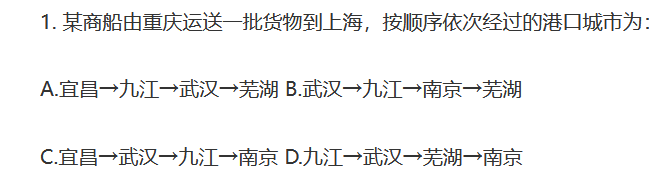 1. 某商船由重庆运送一批货物到上海，按顺序依次经过的港口城市为：
A.宜昌→九江→武汉→芜湖 B.武汉→九江→南京→芜湖
C.宜昌→武汉→九江→南京 D.九江→武汉→芜湖→南京